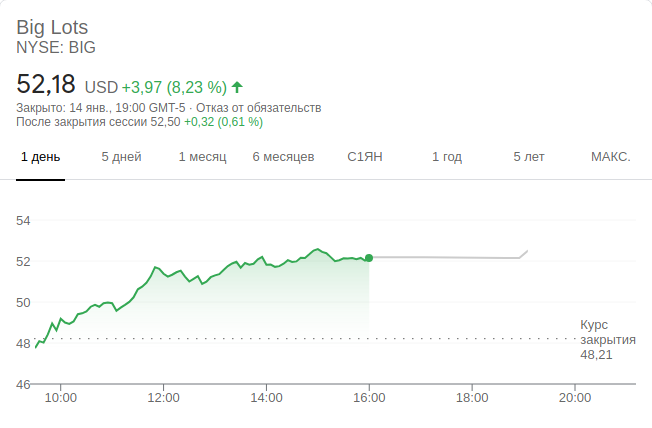 Big Lots
NYSE: BIG
52,18 USD +3,97 (8,23 %)
Закрыто: 14 янв., 19:00 GMT-5 · Отказ от обязательств
После закрытия сессии 52,50 +0,32 (0,61 %)
1 день 5 дней 1 месяц 6 месяцев С1ЯН 1 год 5 лет МАКС.
54
52
50
48
46
Курс
закрытия
48,21
10:00 12:00 14:00 16:00 18:00 20:00